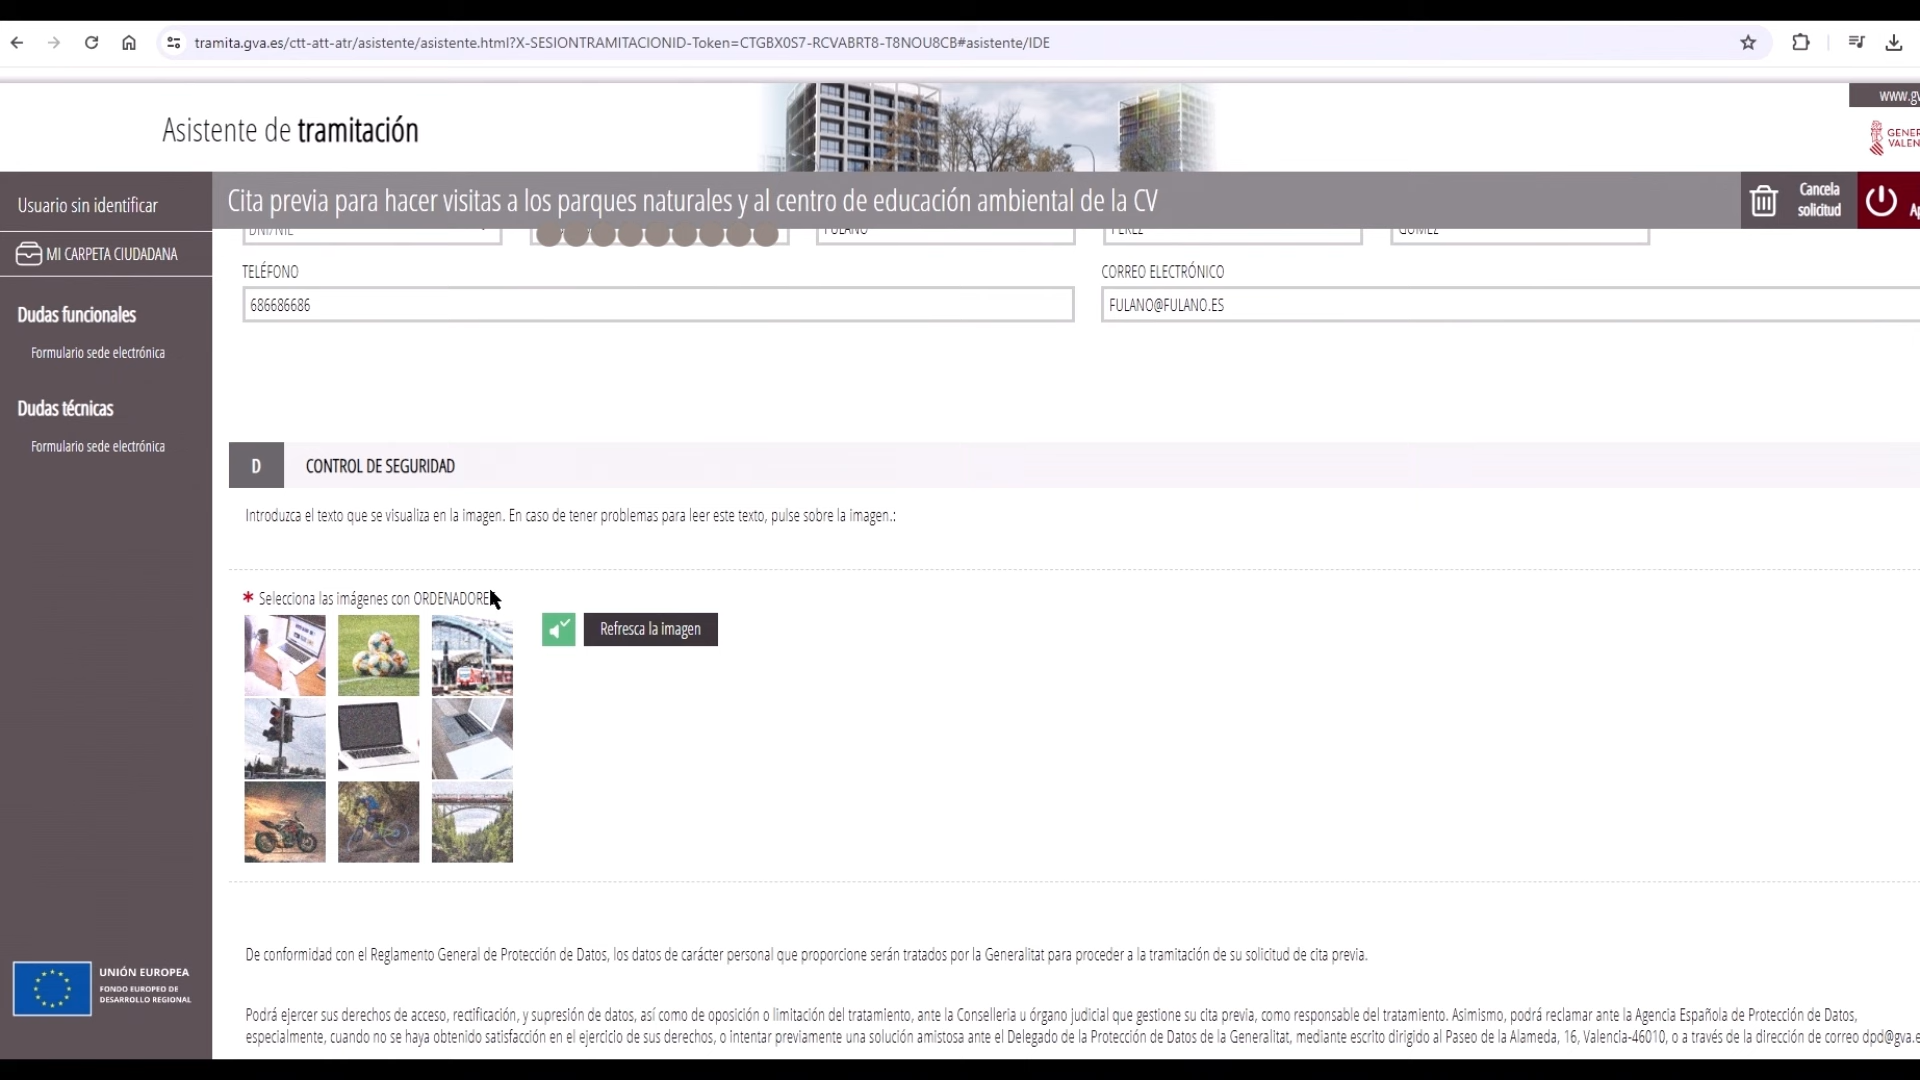 tramita.gva.es/ctt-att-atr/asistente/asistente.html?X-SESIONTRAMITACIONID-Token=CTGBX0S7-RCVABRT8-T8NOU8CB#asistente/IDE
Asistente de tramitación
Usuario sin identificar
Cita previa para hacer visitas a los parques naturales y al centro de educación ambiental de la CV
Cancela
solicitud
MI CARPETA CIUDADANA
DNI/NIE
FULANO
PEREZ
GOMEZ
TELÉFONO
CORREO ELECTRÓNICO
686686686
FULANO@FULANO.ES
Dudas funcionales
Formulario sede electrónica
Dudas técnicas
Formulario sede electrónica
D
CONTROL DE SEGURIDAD
Introduzca el texto que se visualiza en la imagen. En caso de tener problemas para leer este texto, pulse sobre la imagen.:
* Selecciona las imágenes con ORDENADORE
Refresca la imagen
De conformidad con el Reglamento General de Protección de Datos, los datos de carácter personal que proporcione serán tratados por la Generalitat para proceder a la tramitación de su solicitud de cita previa.
UNIÓN EUROPEA
FONDO EUROPEO DE
DESARROLLO REGIONAL
Podrá ejercer sus derechos de acceso, rectificación, y supresión de datos, así como de oposición o limitación del tratamiento, ante la Conselleria u órgano judicial que gestione su cita previa, como responsable del tratamiento. Asimismo, podrá reclamar ante la Agencia Española de Protección de Datos,
especialmente, cuando no se haya obtenido satisfacción en el ejercicio de sus derechos, o intentar previamente una solución amistosa ante el Delegado de la Protección de Datos de la Generalitat, mediante escrito dirigido al Paseo de la Alameda, 16, Valencia-46010, o a través de la dirección de correo dpd@gva.e